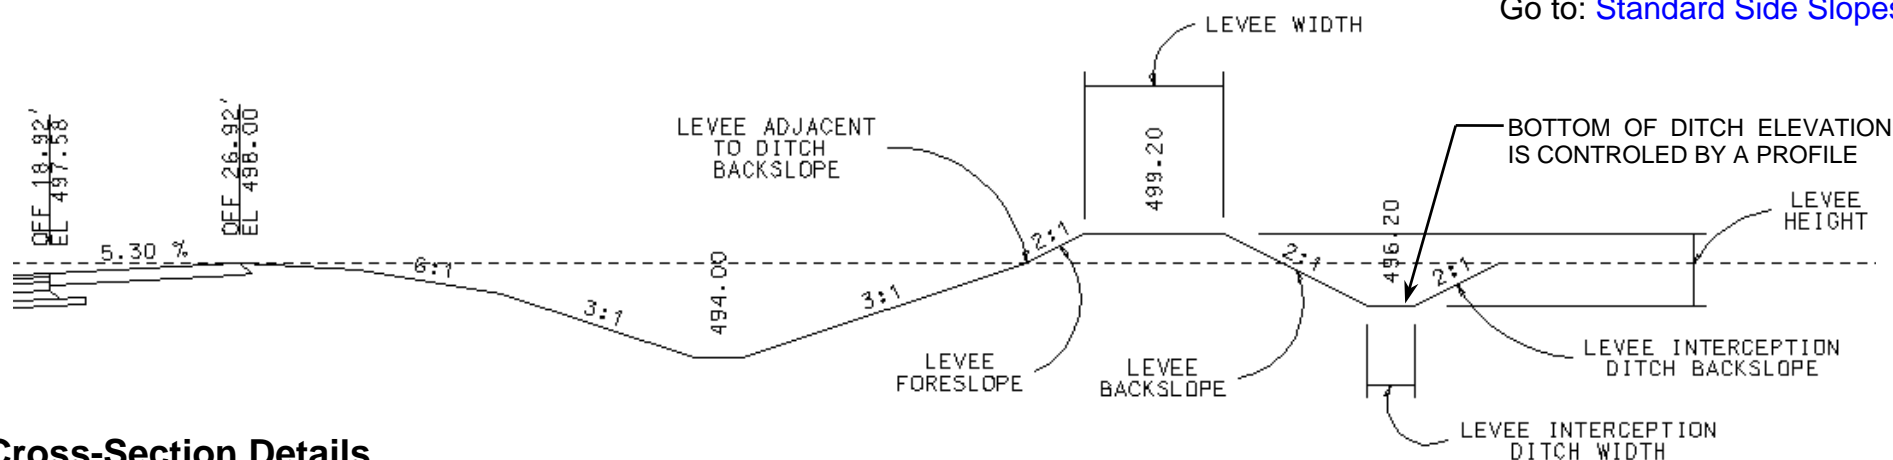 Go to: Standard Side Slopes
LEVEE WIDTH
OFF 18.92'
EL 497.58
OFF 26.92'
EL 498.00
LEVEE ADJACENT
TO DITCH
BACKSLOPE
499.20
BOTTOM OF DITCH ELEVATION
IS CONTROLED BY A PROFILE
496.20
LEVEE
HEIGHT
5.30 %
6:1
3:1
494.00
3:1
2:1
2:1
2:1
LEVEE
FORESLOPE
LEVEE
BACKSLOPE
LEVEE INTERCEPTION
DITCH BACKSLOPE
LEVEE INTERCEPTION
DITCH WIDTH
Cross-Section Details